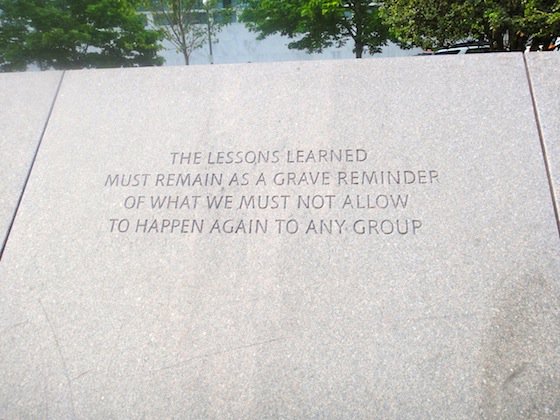 THE LESSONS LEARNED
MUST REMAIN AS A GRAVE REMINDER
OF WHAT WE MUST NOT ALLOW
TO HAPPEN AGAIN TO ANY GROUP